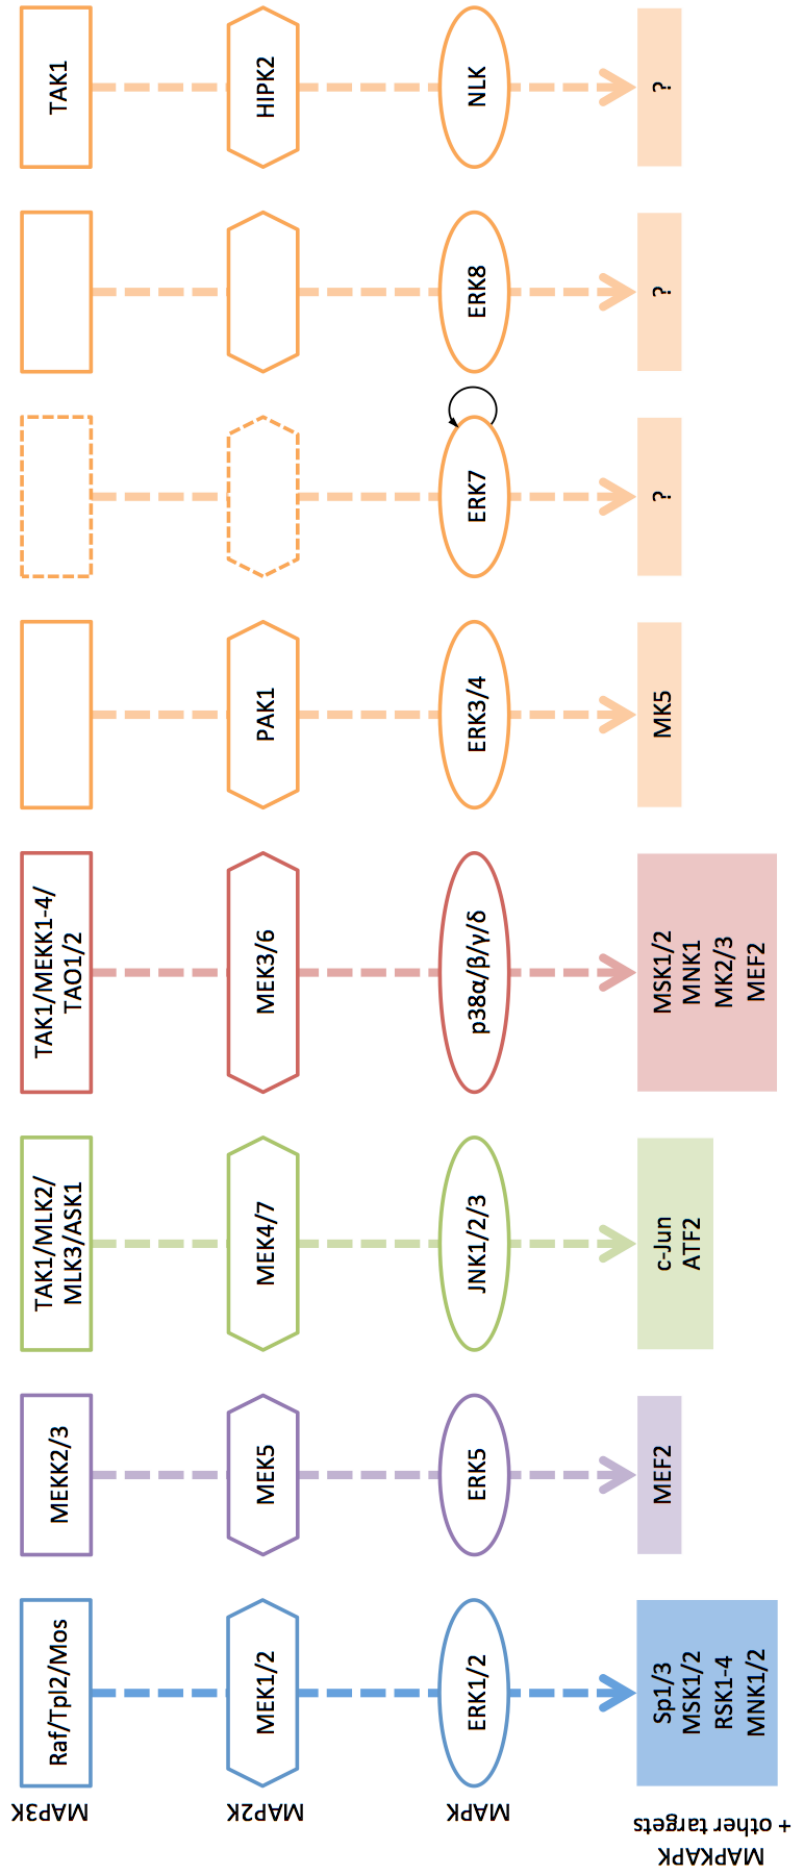 MAP3K
Raf/Tpl2/Mos
MEKK2/3
TAK1/MLK2/
MLK3/ASK1
TAK1/MEKK1-4/
TAO1/2
TAK1
MAP2K
MEK1/2
MEK5
MEK4/7
MEK3/6
PAK1
HIPK2
MAPK
ERK1/2
ERK5
JNK1/2/3
p38α/β/γ/δ
ERK3/4
ERK7
ERK8
NLK
MAPKAPK
+ other targets
Sp1/3
MSK1/2
RSK1-4
MNK1/2
MEF2
c-Jun
ATF2
MSK1/2
MNK1
MK2/3
MEF2
MK5
?
?
?